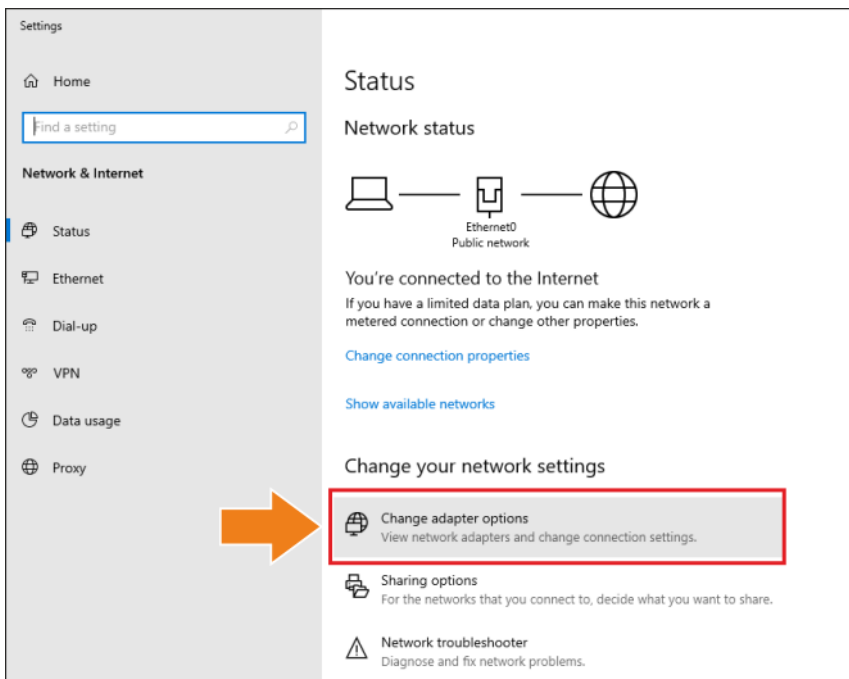 Settings
Home
Find a setting
Network & Internet
Status
Ethernet
Dial-up
VPN
Data usage
Proxy
Status
Network status
Ethernet0
Public network
You're connected to the Internet
If you have a limited data plan, you can make this network a
metered connection or change other properties.
Change connection properties
Show available networks
Change your network settings
Change adapter options
View network adapters and change connection settings.
Sharing options
For the networks that you connect to, decide what you want to share.
Network troubleshooter
Diagnose and fix network problems.